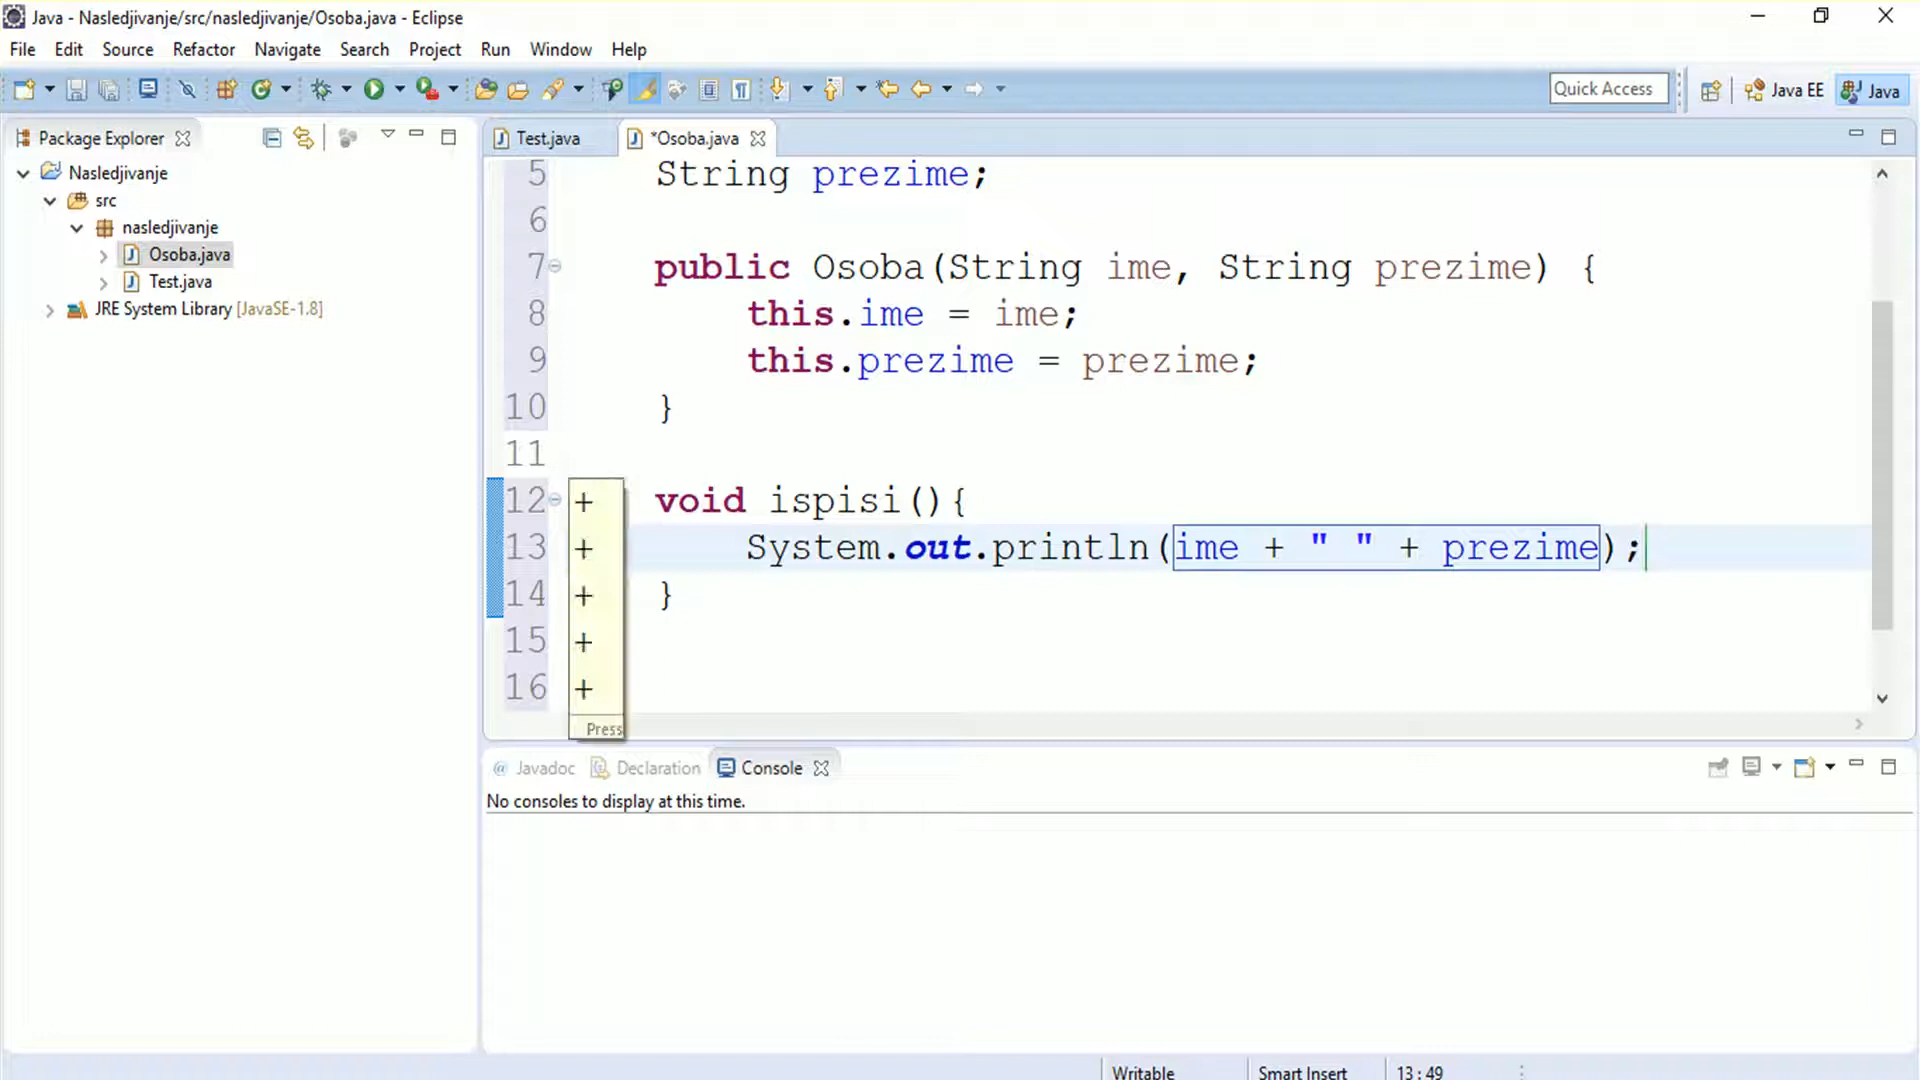 Java - Nasledjivanje/src/nasledjivanje/Osoba.java - Eclipse
File Edit Source Refactor Navigate Search Project Run Window Help
Quick Access Java EE Java
Package Explorer
Nasledjivanje
src
nasledjivanje
Osoba.java
Test.java
JRE System Library [JavaSE-1.8]
Test.java *Osoba.java
5 String prezime;
6
7 public Osoba(String ime, String prezime) {
8 this.ime = ime;
9 this.prezime = prezime;
10 }
11
12 + void ispisi(){
13 + System.out.println(ime + " " + prezime);
14 + }
15 +
16 +
Press
@ Javadoc Declaration Console
No consoles to display at this time.
Writable Smart Insert 13 : 49